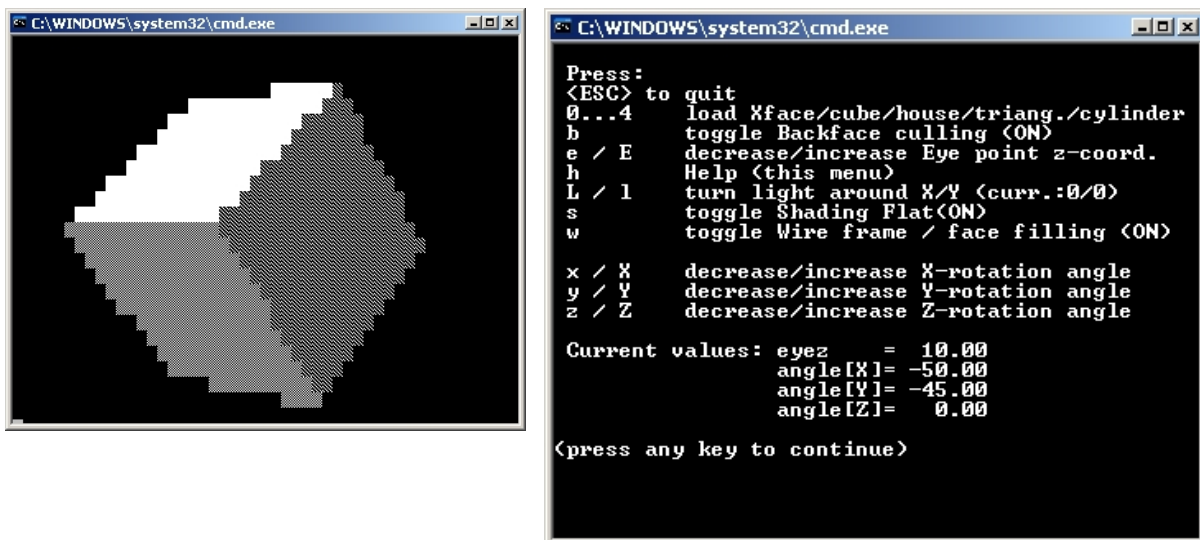 C:\WINDOWS\system32\cmd.exe
C:\WINDOWS\system32\cmd.exe
Press:
<ESC> to quit
0...4 load Xface/cube/house/triang./cylinder
b toggle Backface culling (ON)
e / E decrease/increase Eye point z-coord.
h Help (this menu)
L / l turn light around X/Y (curr.:0/0)
s toggle Shading Flat(ON)
w toggle Wire frame / face filling (ON)
x / X decrease/increase X-rotation angle
y / Y decrease/increase Y-rotation angle
z / Z decrease/increase Z-rotation angle
Current values: eyez = 10.00
angle[X]= -50.00
angle[Y]= -45.00
angle[Z]= 0.00
(press any key to continue)